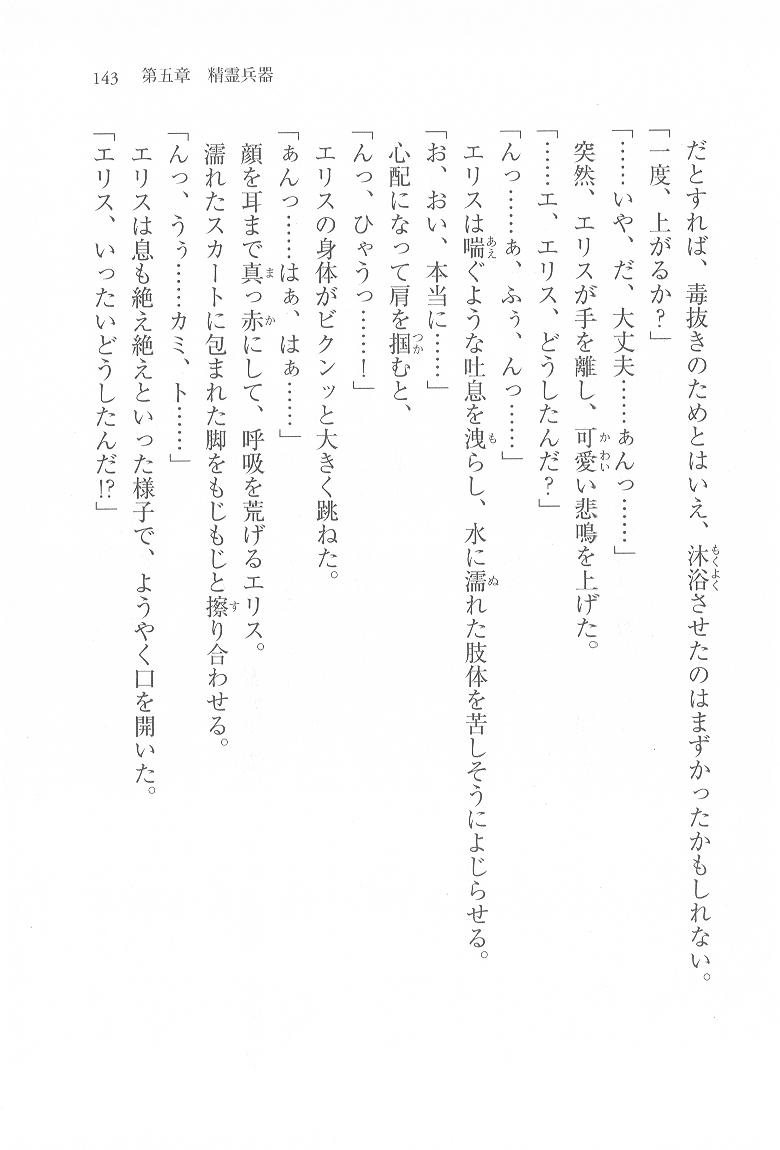 143　第五章　精霊兵器
だとすれば、毒抜きのためとはいえ、沐浴させたのはまずかったかもしれない。
「一度、上がるか？」
「……いや、だ、大丈夫……ぁんっ……」
突然、エリスが手を離し、可愛い悲鳴を上げた。
「……エ、エリス、どうしたんだ？」
「んっ……ぁ、ふぅ、んっ……」
エリスは喘ぐような吐息を洩らし、水に濡れた肢体を苦しそうによじらせる。
「お、おい、本当に……」
心配になって肩を掴むと、
「んっ、ひゃうっ……！」
エリスの身体がビクンッと大きく跳ねた。
「ぁんっ……はぁ、はぁ……」
顔を耳まで真っ赤にして、呼吸を荒げるエリス。
濡れたスカートに包まれた脚をもじもじと擦り合わせる。
「んっ、うぅ……カミ、ト……」
エリスは息も絶え絶えといった様子で、ようやく口を開いた。
「エリス、いったいどうしたんだ!?」